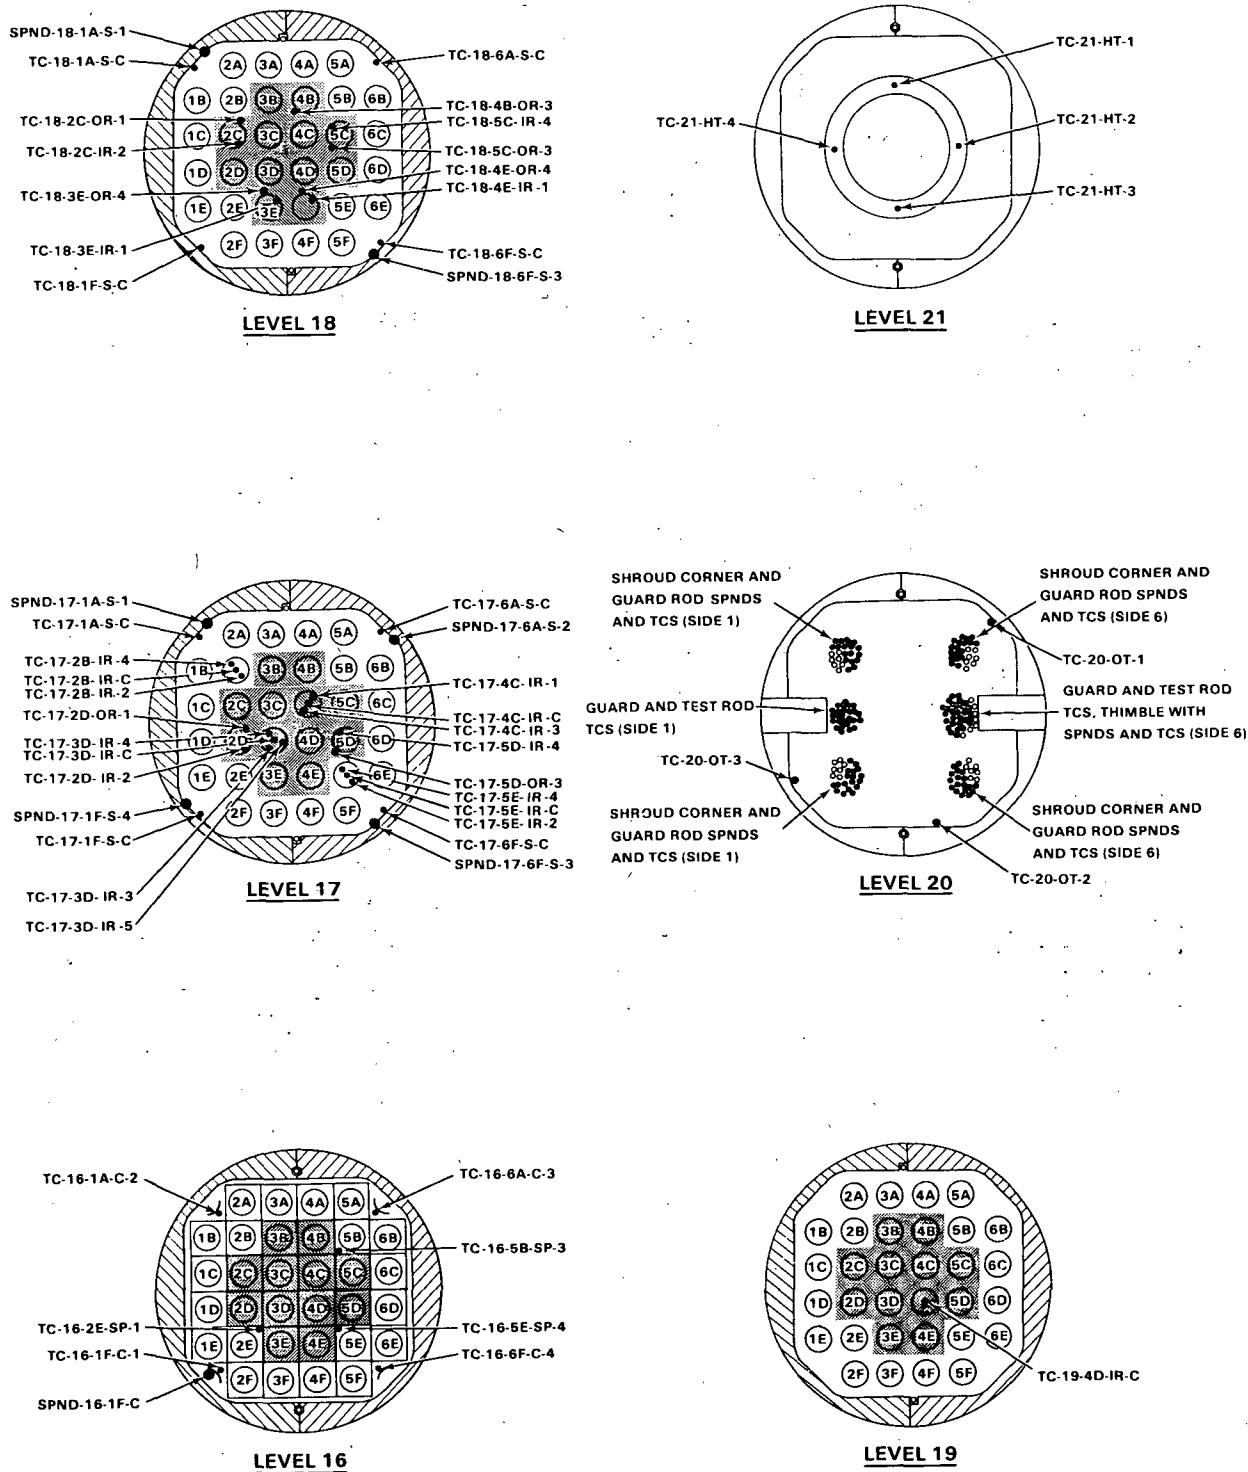 SPND-18-1A-S-1
TC-18-1A-S-C
TC-18-6A-S-C
2A 3A 4A 5A
1B 2B 3B 4B 5B 6B
TC-18-4B-OR-3
TC-18-2C-OR-1
TC-18-5C-IR-4
1C 2C 3C 4C 5C 6C
TC-18-2C-IR-2
TC-18-5C-OR-3
1D 2D 3D 4D 5D 6D
TC-18-4E-OR-4
TC-18-3E-OR-4
TC-18-4E-IR-1
1E 2E 3E 5E 6E
TC-18-3E-IR-1
2F 3F 4F 5F
TC-18-6F-S-C
TC-18-1F-S-C
SPND-18-6F-S-3
LEVEL 18
TC-21-HT-1
TC-21-HT-4
TC-21-HT-2
TC-21-HT-3
LEVEL 21
SPND-17-1A-S-1
TC-17-6A-S-C
TC-17-1A-S-C
SPND-17-6A-S-2
2A 3A 4A 5A
TC-17-2B-IR-4
1B 3B 4B 5B 6B
TC-17-2B-IR-C
TC-17-2B-IR-2
TC-17-4C-IR-1
1C 2C 3C 5C 6C
TC-17-2D-OR-1
TC-17-4C-IR-C
TC-17-4C-IR-3
TC-17-3D-IR-4
1D 2D 4D 5D 6D
TC-17-5D-IR-4
TC-17-3D-IR-C
TC-17-2D-IR-2
1E 2E 3E 4E 6E
TC-17-5D-OR-3
TC-17-5E-IR-4
TC-17-5E-IR-C
TC-17-5E-IR-2
SPND-17-1F-S-4
2F 3F 4F 5F
TC-17-1F-S-C
TC-17-6F-S-C
SPND-17-6F-S-3
TC-17-3D-IR-3
TC-17-3D-IR-5
LEVEL 17
SHROUD CORNER AND
GUARD ROD SPNDS
AND TCS (SIDE 1)
SHROUD CORNER AND
GUARD ROD SPNDS
AND TCS (SIDE 6)
TC-20-OT-1
GUARD AND TEST ROD
TCS (SIDE 1)
GUARD AND TEST ROD
TCS, THIMBLE WITH
SPNDS AND TCS (SIDE 6)
TC-20-OT-3
SHROUD CORNER AND
GUARD ROD SPNDS
AND TCS (SIDE 1)
SHROUD CORNER AND
GUARD ROD SPNDS
AND TCS (SIDE 6)
TC-20-OT-2
LEVEL 20
TC-16-1A-C-2
TC-16-6A-C-3
2A 3A 4A 5A
1B 2B 3B 4B 5B 6B
TC-16-5B-SP-3
1C 2C 3C 4C 5C 6C
1D 2D 3D 4D 5D 6D
TC-16-2E-SP-1
TC-16-5E-SP-4
1E 2E 3E 4E 5E 6E
TC-16-1F-C-1
TC-16-6F-C-4
2F 3F 4F 5F
SPND-16-1F-C
LEVEL 16
2A 3A 4A 5A
1B 2B 3B 4B 5B 6B
1C 2C 3C 4C 5C 6C
1D 2D 3D 5D 6D
1E 2E 3E 4E 5E 6E
2F 3F 4F 5F
TC-19-4D-IR-C
LEVEL 19